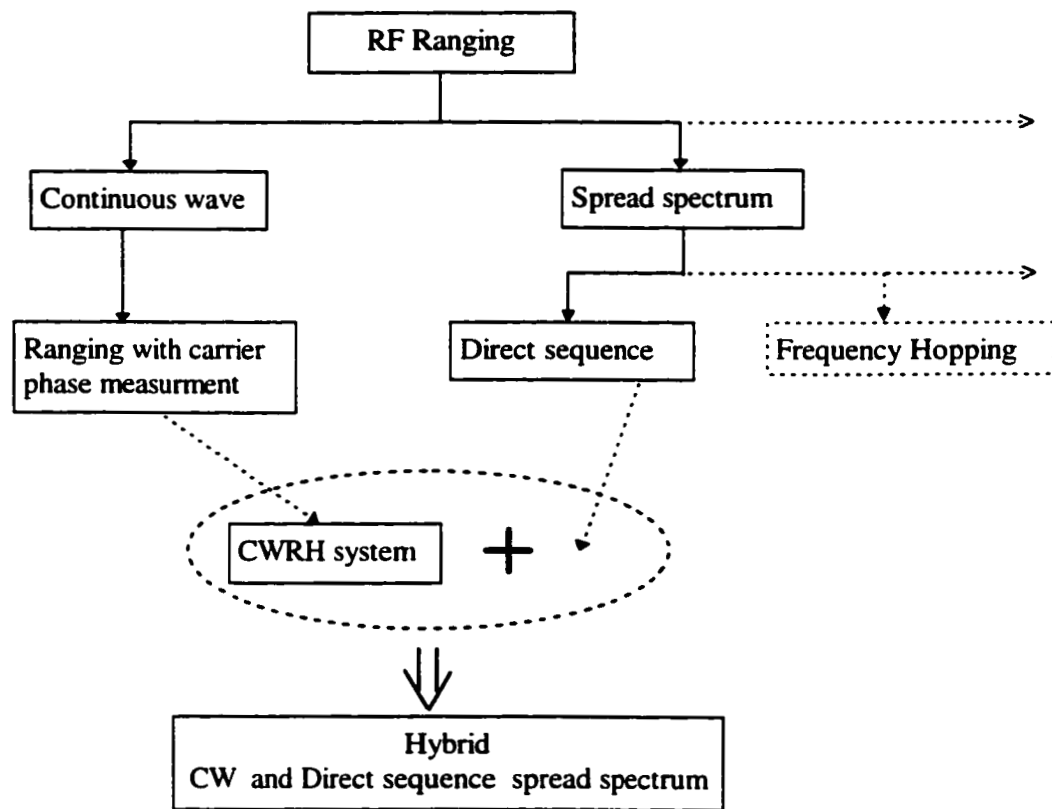 RF Ranging
Continuous wave
Spread spectrum
Ranging with carrier
phase measurment
Direct sequence
Frequency Hopping
CWRH system
+
Hybrid
CW and Direct sequence spread spectrum